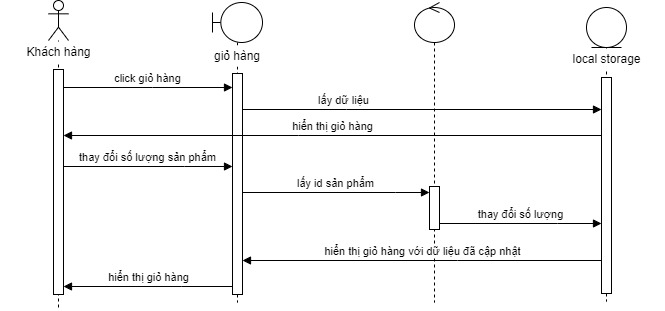 Khách hàng
giỏ hàng
local storage
click giỏ hàng
lấy dữ liệu
hiển thị giỏ hàng
thay đổi số lượng sản phẩm
lấy id sản phẩm
thay đổi số lượng
hiển thị giỏ hàng với dữ liệu đã cập nhật
hiển thị giỏ hàng